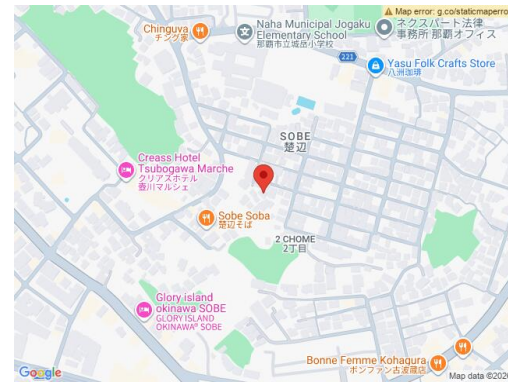 Map error: g.co/staticmaperro
Chinguva
チング家
Naha Municipal Jogaku
Elementary School
那覇市立城岳小学校
ネクスパート法律
事務所 那覇オフィス
221
Yasu Folk Crafts Store
八洲珈琲
SOBE
楚辺
Creass Hotel
Tsubogawa Marche
クリアスホテル
壺川マルシェ
Sobe Soba
楚辺そば
2 CHOME
2丁目
Glory island
okinawa SOBE
GLORY ISLAND
OKINAWA® SOBE
Bonne Femme Kohagura
ボンファン古波蔵店
Google
Map data ©202